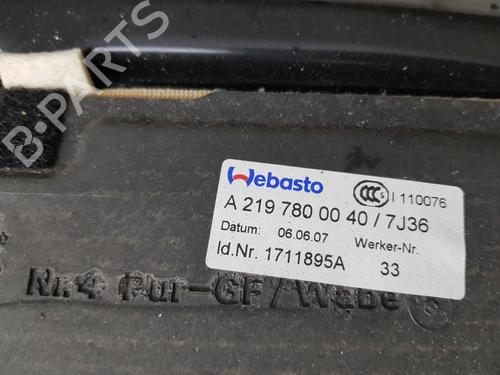 Webasto
CCC S I 110076
A 219 780 00 40 / 7J36
Datum: 06.06.07 Werker-Nr.
Id.Nr. 1711895A 33
Nr.4 Pur-GF/Wabe
B-PARTS